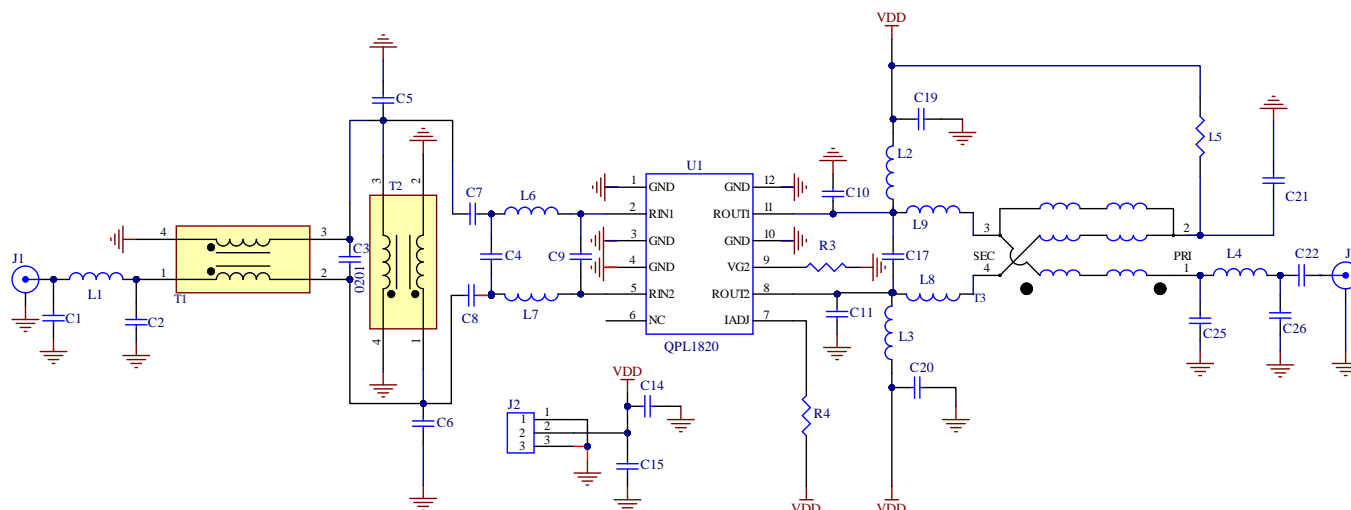 VDD
C5
C19
L5
L2
U1
C21
3
2
T2
1 GND
GND 12
C7
L6
C10
2 RIN1
ROUT1 11
L9
4
3
3 GND
GND 10
3
2
C3
C4
C9
R3
C17
SEC
PRI
4 GND
VG2 9
4
1
L4
C22
J1
1
2
0201
J
L1
T1
5 RIN2
ROUT2 8
L8
T3
C1
C2
C8
L7
C11
C25
C26
6 NC
IADJ 7
L3
4
1
QPL1820
VDD
C14
C20
J2
1 1
2 2
3 3
R4
C6
C15
VDD
VDD